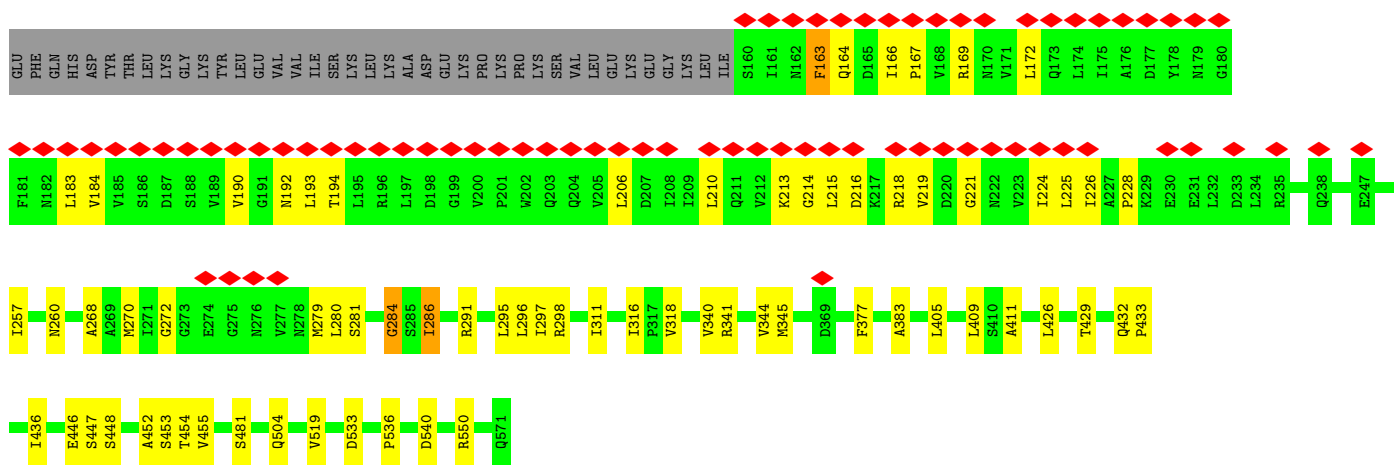 GLU PHE GLN HIS ASP TYR THR LEU LYS GLY LYS TYR LEU GLU VAL VAL ILE SER LYS LEU LYS ALA ASP GLU LYS PRO LYS PRO LYS SER VAL LEU GLU LYS GLU GLY LYS LEU ILE S160 I161 N162 F163 Q164 D165 I166 P167 V168 R169 N170 V171 L172 Q173 L174 I175 A176 D177 Y178 N179 G180
F181 N182 L183 V184 V185 S186 D187 S188 V189 V190 G191 N192 L193 T194 L195 R196 L197 D198 G199 V200 P201 W202 Q203 Q204 V205 L206 D207 I208 I209 L210 Q211 V212 K213 G214 L215 D216 K217 R218 V219 D220 G221 N222 V223 I224 L225 I226 A227 P228 K229 E230 E231 L232 D233 L234 R235 Q238 E247
I257 N260 A268 A269 M270 I271 G272 G273 E274 G275 N276 V277 N278 M279 L280 S281 G284 S285 I286 R291 L295 L296 I297 R298 I311 I316 P317 V318 V340 R341 V344 M345 D369 F377 A383 L405 L409 S410 A411 L426 T429 Q432 P433
I436 E446 S447 S448 A452 S453 T454 V455 S481 Q504 V519 D533 P536 D540 R550 Q571